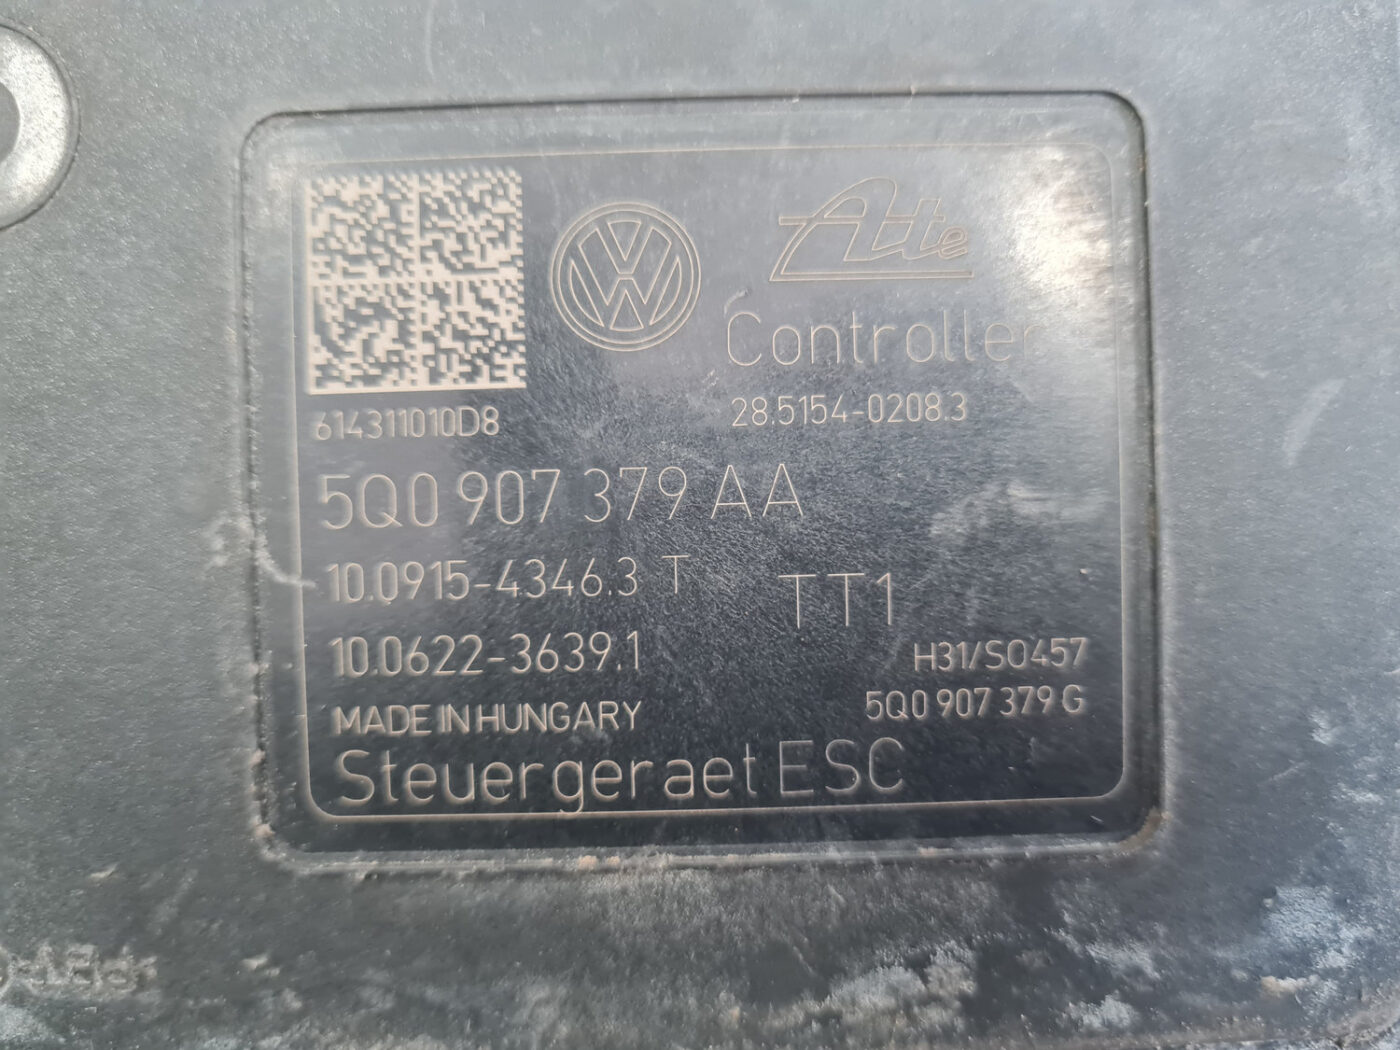 Ate
Controller
614311010D8
28.5154-0208.3
5Q0 907 379 AA
10.0915-4346.3 T
TT1
10.0622-3639.1
H31/SO457
MADE IN HUNGARY
5Q0 907 379 G
Steuergeraet ESC